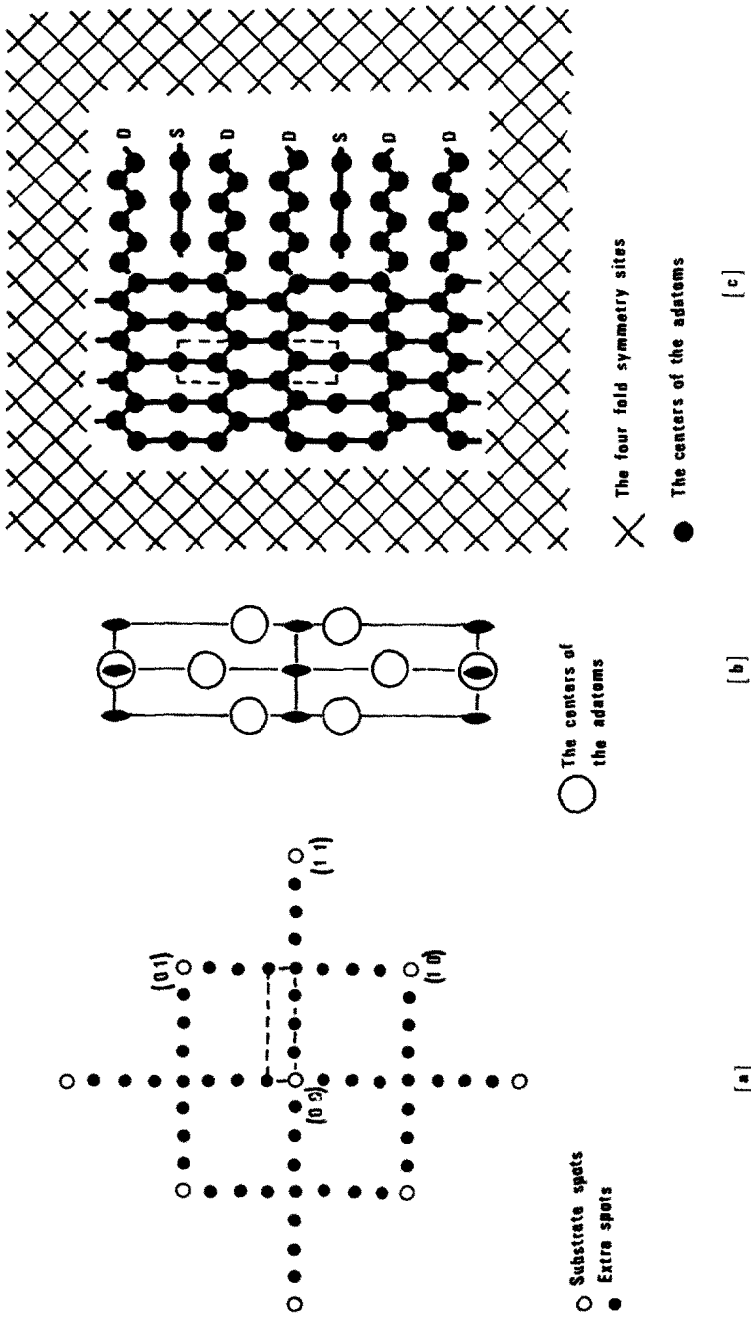 (0 1)
(1 1)
(0 0)
(1 0)
Substrate spots
Extra spots
[a]
The centers of
the adatoms
[b]
D
S
D
D
S
D
D
The four fold symmetry sites
The centers of the adatoms
[c]